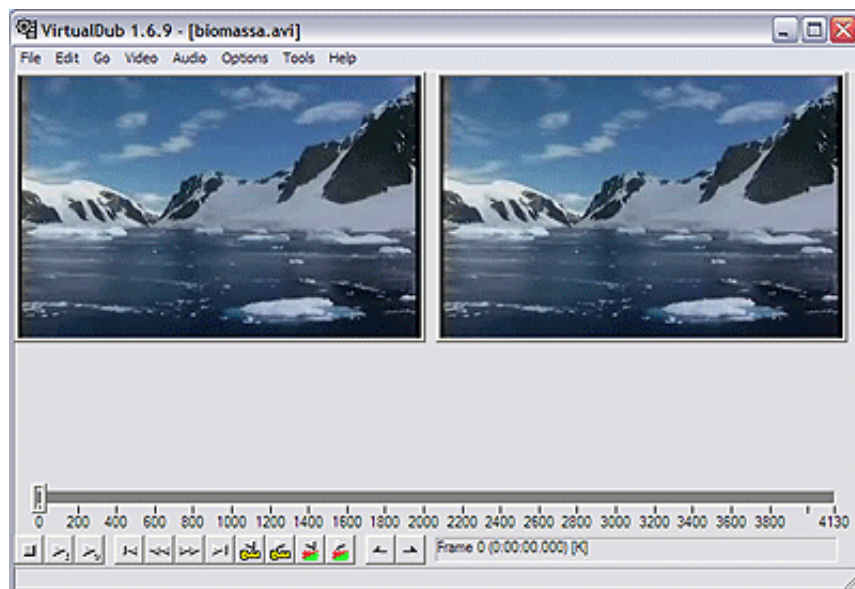 VirtualDub 1.6.9 - [biomassa.avi]
File Edit Go Video Audio Options Tools Help
0 200 400 600 800 1000 1200 1400 1600 1800 2000 2200 2400 2600 2800 3000 3200 3400 3600 3800 4130
Frame 0 (0:00:00.000) [K]